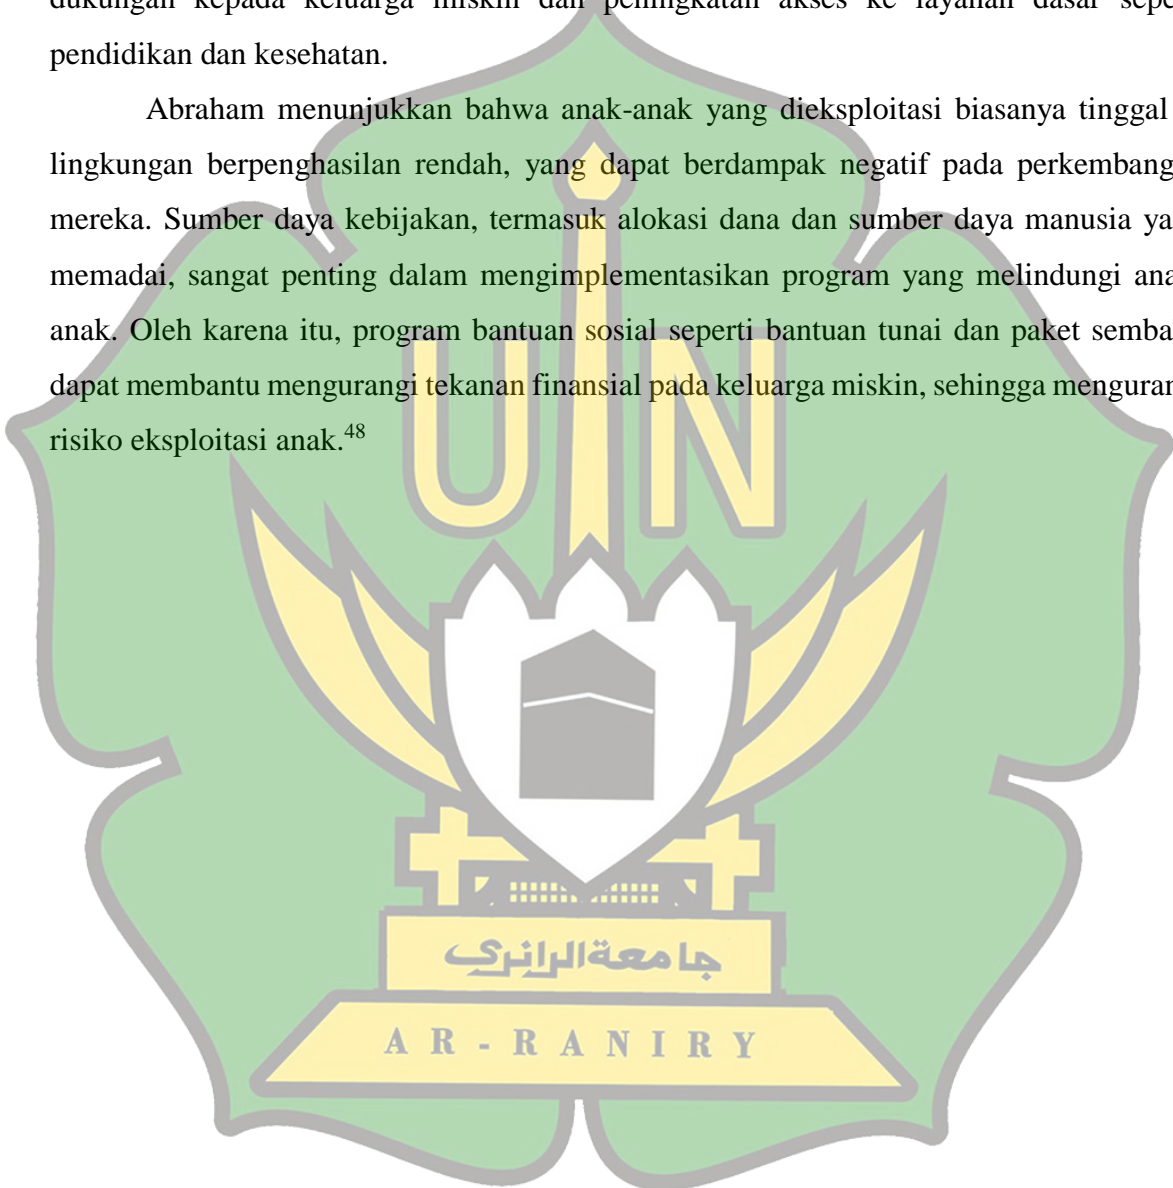 dukungan kepada keluarga miskin dan peningkatan akses ke layanan dasar sepe
pendidikan dan kesehatan.
Abraham menunjukkan bahwa anak-anak yang dieksploitasi biasanya tinggal
lingkungan berpenghasilan rendah, yang dapat berdampak negatif pada perkembang
mereka. Sumber daya kebijakan, termasuk alokasi dana dan sumber daya manusia ya
memadai, sangat penting dalam mengimplementasikan program yang melindungi ana
anak. Oleh karena itu, program bantuan sosial seperti bantuan tunai dan paket semba
dapat membantu mengurangi tekanan finansial pada keluarga miskin, sehingga menguran
risiko eksploitasi anak.48
UIN
جامعة الرانري
AR-RANIRY